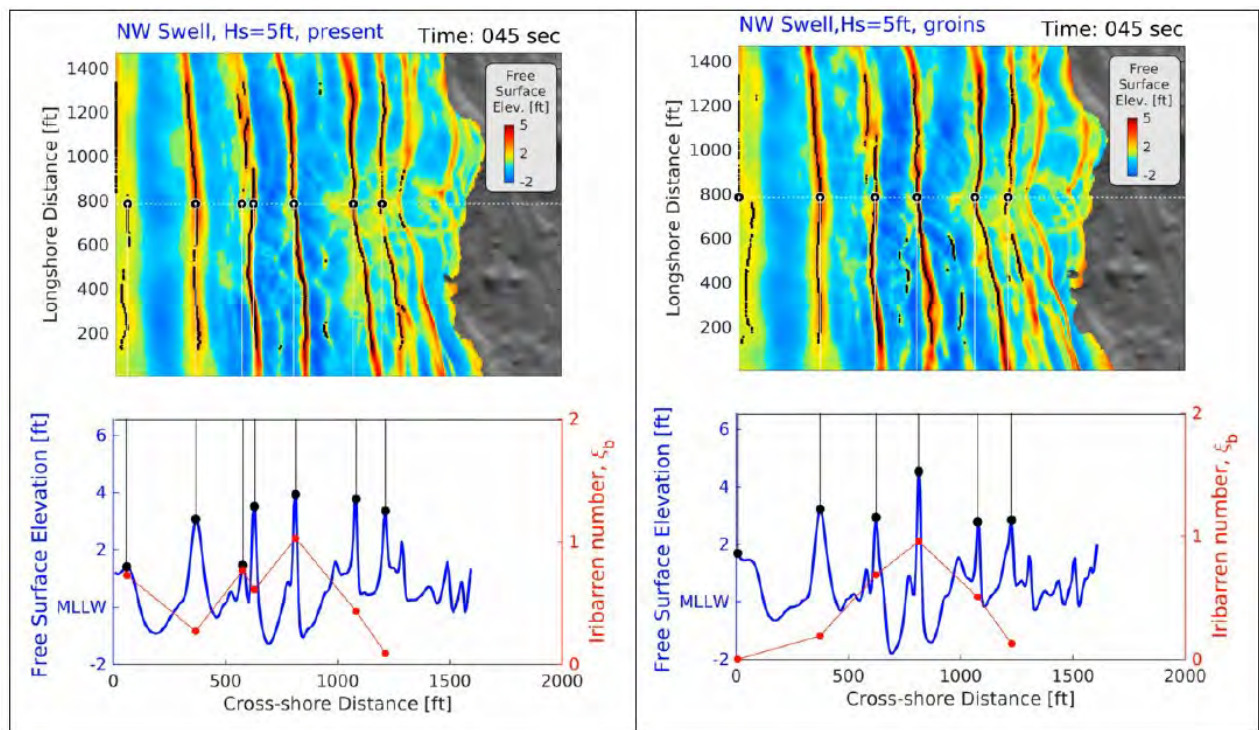 NW Swell, Hs=5ft, present Time: 045 sec
1400
1200
1000
800
600
400
200
Longshore Distance [ft]
Free
Surface
Elev. [ft]
5
2
-2
6
4
2
MLLW
-2
Free Surface Elevation [ft]
2
1
0
Iribarren number, ξb
0 500 1000 1500 2000
Cross-shore Distance [ft]
NW Swell,Hs=5ft, groins Time: 045 sec
1400
1200
1000
800
600
400
200
Longshore Distance [ft]
Free
Surface
Elev. [ft]
5
2
-2
6
4
2
MLLW
-2
Free Surface Elevation [ft]
2
1
0
Iribarren number, ξb
0 500 1000 1500 2000
Cross-shore Distance [ft]